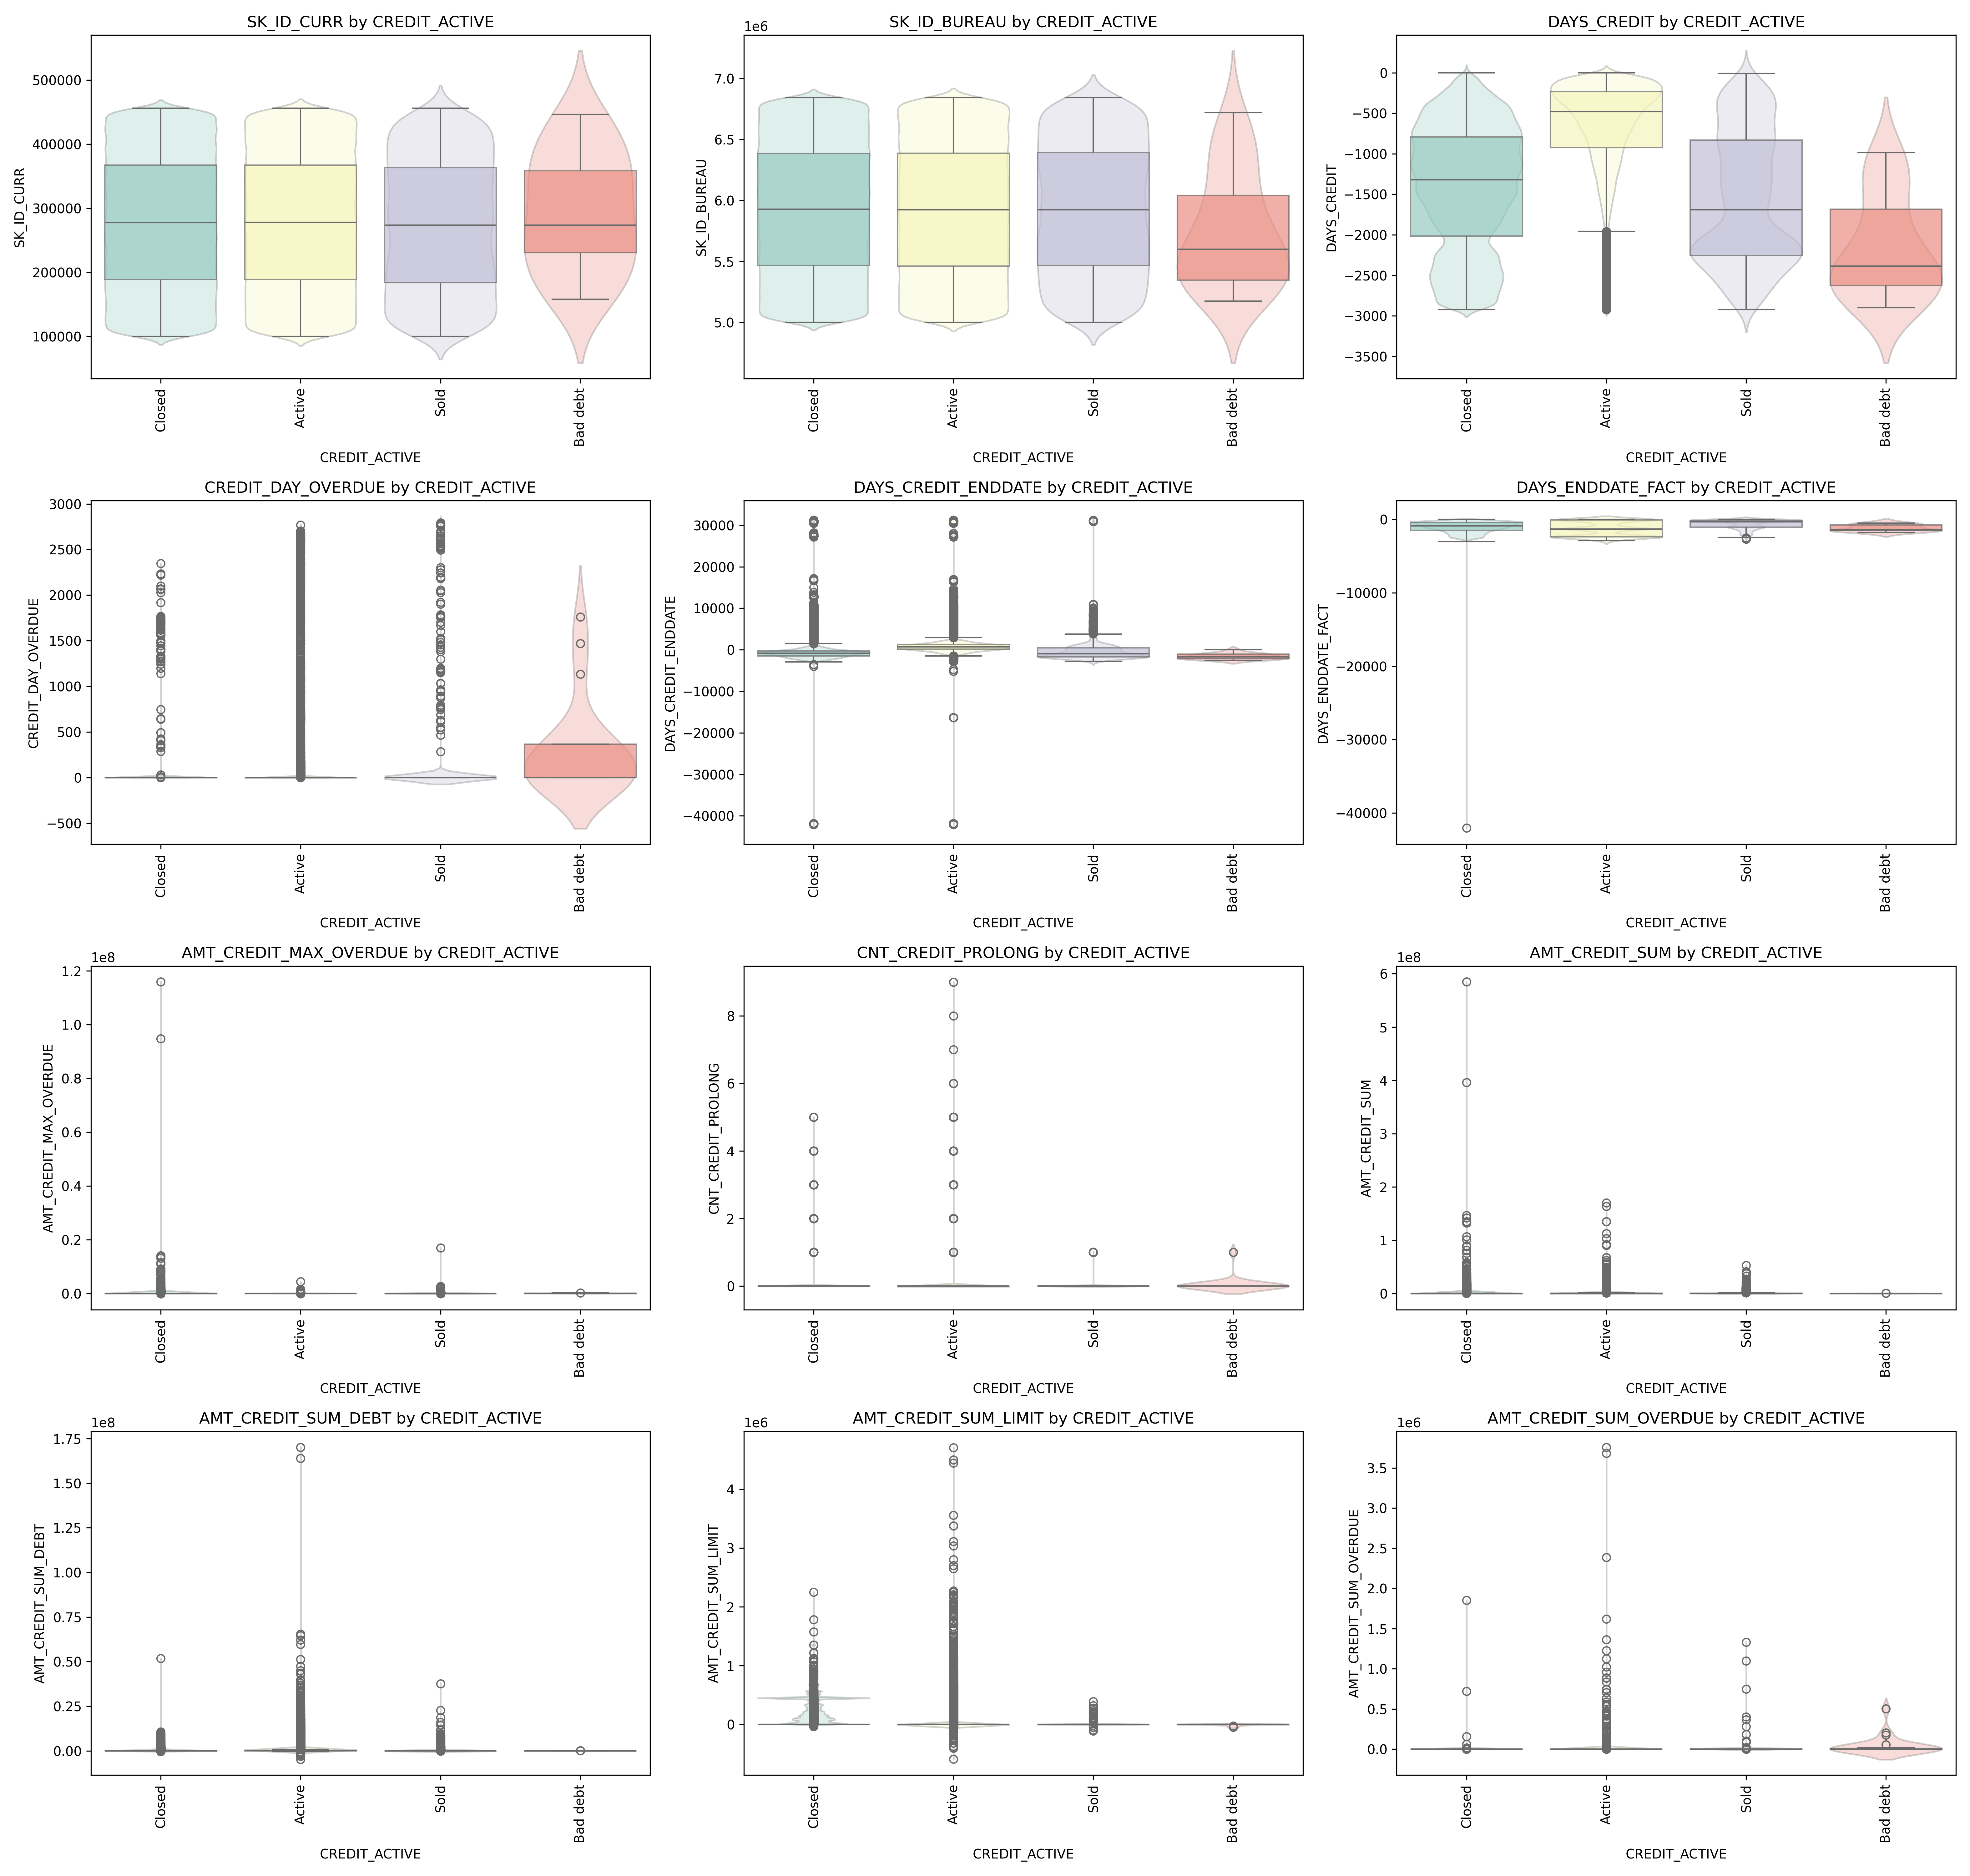 SK_ID_CURR by CREDIT_ACTIVE
SK_ID_CURR
500000
400000
300000
200000
100000
Closed
Active
Sold
Bad debt
CREDIT_ACTIVE
SK_ID_BUREAU by CREDIT_ACTIVE
1e6
SK_ID_BUREAU
7.0
6.5
6.0
5.5
5.0
Closed
Active
Sold
Bad debt
CREDIT_ACTIVE
DAYS_CREDIT by CREDIT_ACTIVE
DAYS_CREDIT
0
−500
−1000
−1500
−2000
−2500
−3000
−3500
Closed
Active
Sold
Bad debt
CREDIT_ACTIVE
CREDIT_DAY_OVERDUE by CREDIT_ACTIVE
CREDIT_DAY_OVERDUE
3000
2500
2000
1500
1000
500
0
−500
Closed
Active
Sold
Bad debt
CREDIT_ACTIVE
DAYS_CREDIT_ENDDATE by CREDIT_ACTIVE
DAYS_CREDIT_ENDDATE
30000
20000
10000
0
−10000
−20000
−30000
−40000
Closed
Active
Sold
Bad debt
CREDIT_ACTIVE
DAYS_ENDDATE_FACT by CREDIT_ACTIVE
DAYS_ENDDATE_FACT
0
−10000
−20000
−30000
−40000
Closed
Active
Sold
Bad debt
CREDIT_ACTIVE
AMT_CREDIT_MAX_OVERDUE by CREDIT_ACTIVE
1e8
AMT_CREDIT_MAX_OVERDUE
1.2
1.0
0.8
0.6
0.4
0.2
0.0
Closed
Active
Sold
Bad debt
CREDIT_ACTIVE
CNT_CREDIT_PROLONG by CREDIT_ACTIVE
CNT_CREDIT_PROLONG
8
6
4
2
0
Closed
Active
Sold
Bad debt
CREDIT_ACTIVE
AMT_CREDIT_SUM by CREDIT_ACTIVE
1e8
AMT_CREDIT_SUM
6
5
4
3
2
1
0
Closed
Active
Sold
Bad debt
CREDIT_ACTIVE
AMT_CREDIT_SUM_DEBT by CREDIT_ACTIVE
1e8
AMT_CREDIT_SUM_DEBT
1.75
1.50
1.25
1.00
0.75
0.50
0.25
0.00
Closed
Active
Sold
Bad debt
CREDIT_ACTIVE
AMT_CREDIT_SUM_LIMIT by CREDIT_ACTIVE
1e6
AMT_CREDIT_SUM_LIMIT
4
3
2
1
0
Closed
Active
Sold
Bad debt
CREDIT_ACTIVE
AMT_CREDIT_SUM_OVERDUE by CREDIT_ACTIVE
1e6
AMT_CREDIT_SUM_OVERDUE
3.5
3.0
2.5
2.0
1.5
1.0
0.5
0.0
Closed
Active
Sold
Bad debt
CREDIT_ACTIVE